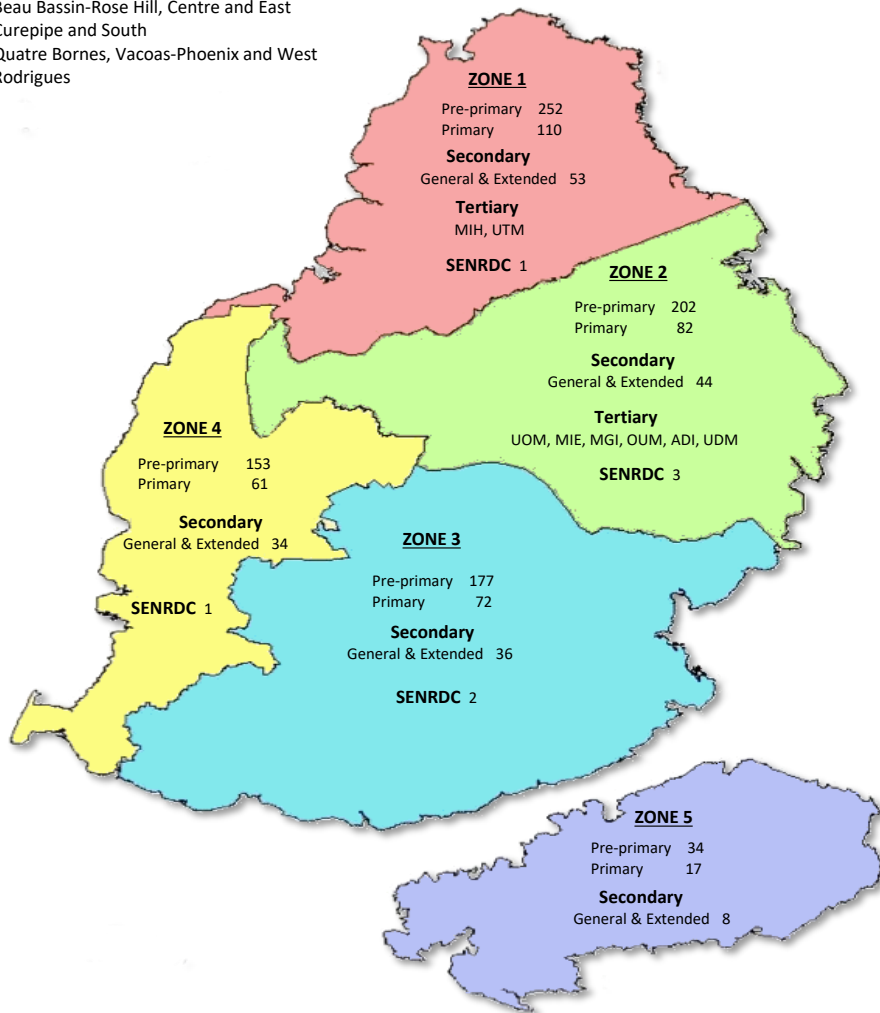 Beau Bassin-Rose Hill, Centre and East
Curepipe and South
Quatre Bornes, Vacoas-Phoenix and West
Rodrigues
ZONE 1
Pre-primary 252
Primary 110
Secondary
General & Extended 53
Tertiary
MIH, UTM
SENRDC 1
ZONE 2
Pre-primary 202
Primary 82
Secondary
General & Extended 44
Tertiary
UOM, MIE, MGI, OUM, ADI, UDM
SENRDC 3
ZONE 4
Pre-primary 153
Primary 61
Secondary
General & Extended 34
SENRDC 1
ZONE 3
Pre-primary 177
Primary 72
Secondary
General & Extended 36
SENRDC 2
ZONE 5
Pre-primary 34
Primary 17
Secondary
General & Extended 8